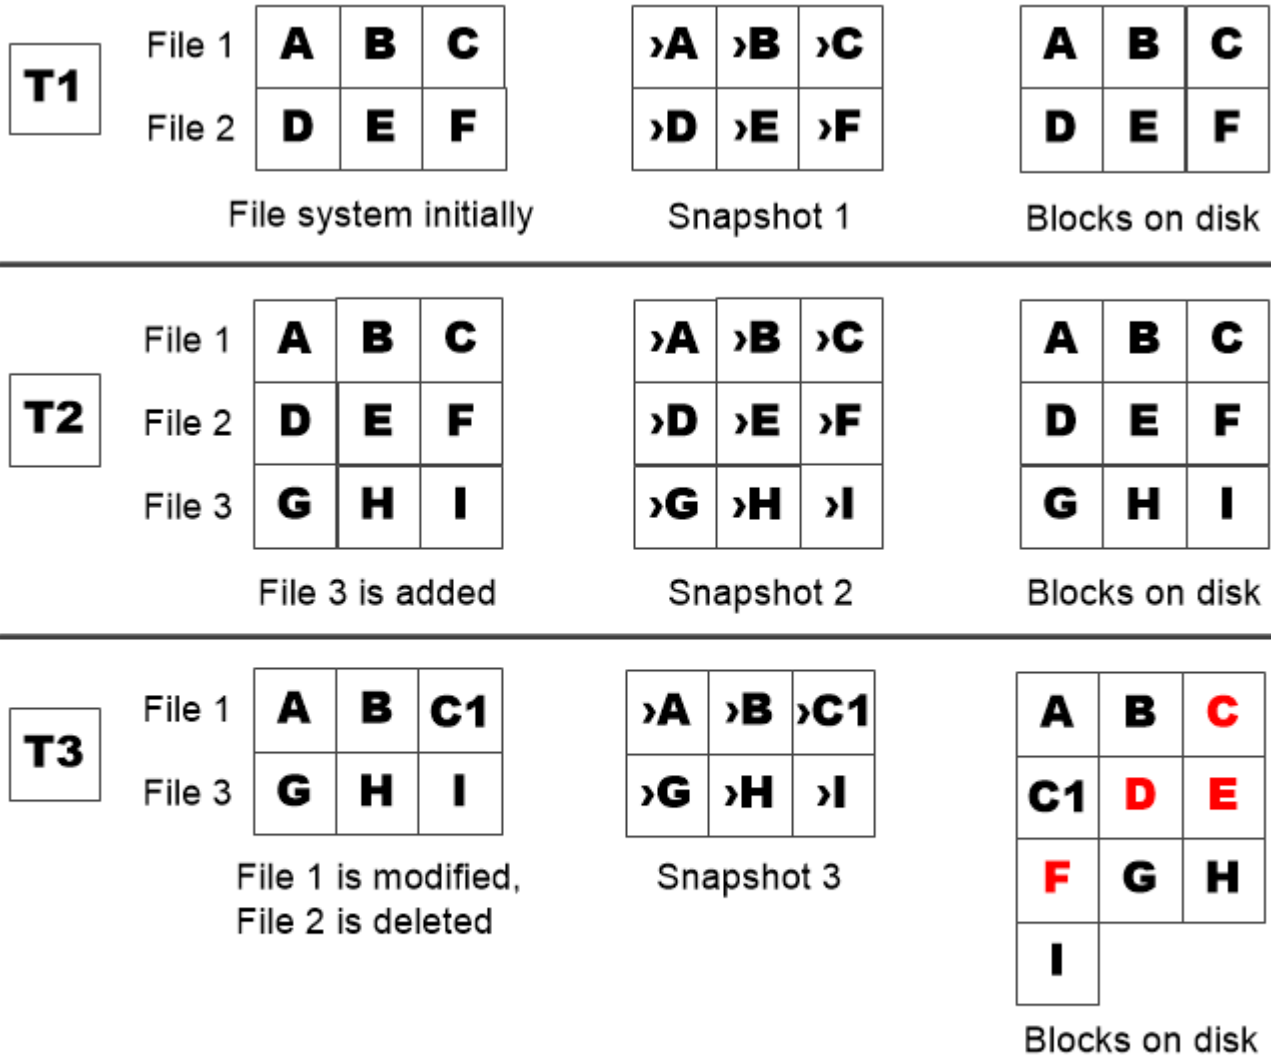 T1
File 1 A B C ›A ›B ›C A B C
File 2 D E F ›D ›E ›F D E F
File system initially Snapshot 1 Blocks on disk
T2
File 1 A B C ›A ›B ›C A B C
File 2 D E F ›D ›E ›F D E F
File 3 G H I ›G ›H ›I G H I
File 3 is added Snapshot 2 Blocks on disk
T3
File 1 A B C1 ›A ›B ›C1 A B C
File 3 G H I ›G ›H ›I C1 D E
File 1 is modified, Snapshot 3 F G H
File 2 is deleted
I
Blocks on disk